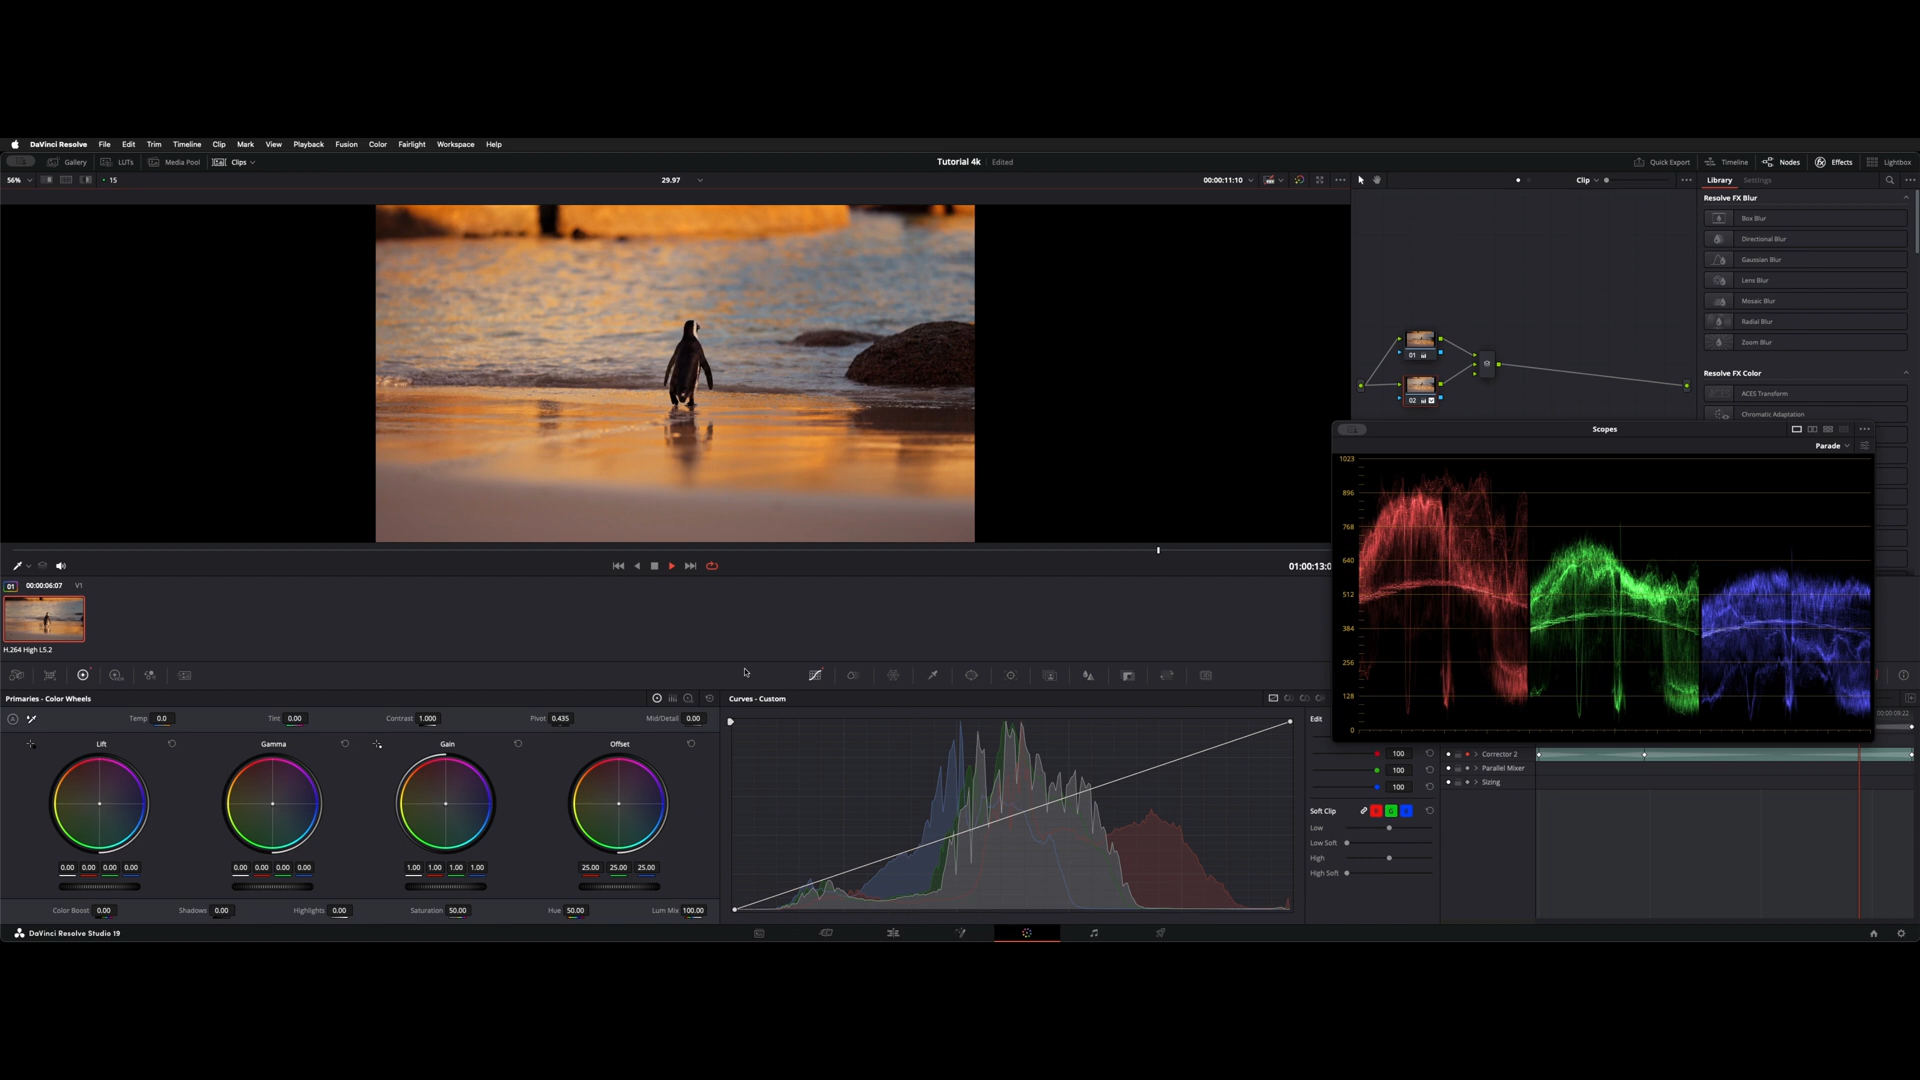 DaVinci Resolve File Edit Trim Timeline Clip Mark View Playback Fusion Color Fairlight Workspace Help
Gallery LUTs Media Pool Clips Tutorial 4k Edited Quick Export Timeline Nodes Effects Lightbox
56% 15 29.97 00:00:11:10 Clip Library Settings
Resolve FX Blur
Box Blur
Directional Blur
Gaussian Blur
Lens Blur
Mosaic Blur
Radial Blur
Zoom Blur
Resolve FX Color
ACES Transform
Chromatic Adaptation
01
02
Scopes
Parade
1023
896
768
640
512
384
256
128
0
01:00:13:0
01 00:00:06:07 V1
H.264 High L5.2
Primaries - Color Wheels
Curves - Custom
Temp 0.0 Tint 0.00 Contrast 1.000 Pivot 0.435 Mid/Detail 0.00
Lift Gamma Gain Offset
0.00 0.00 0.00 0.00 0.00 0.00 0.00 0.00 1.00 1.00 1.00 1.00 25.00 25.00 25.00
Color Boost 0.00 Shadows 0.00 Highlights 0.00 Saturation 50.00 Hue 50.00 Lum Mix 100.00
Edit
100
100
100
Soft Clip
Low
Low Soft
High
High Soft
00:00:09:22
Corrector 2
Parallel Mixer
Sizing
DaVinci Resolve Studio 19